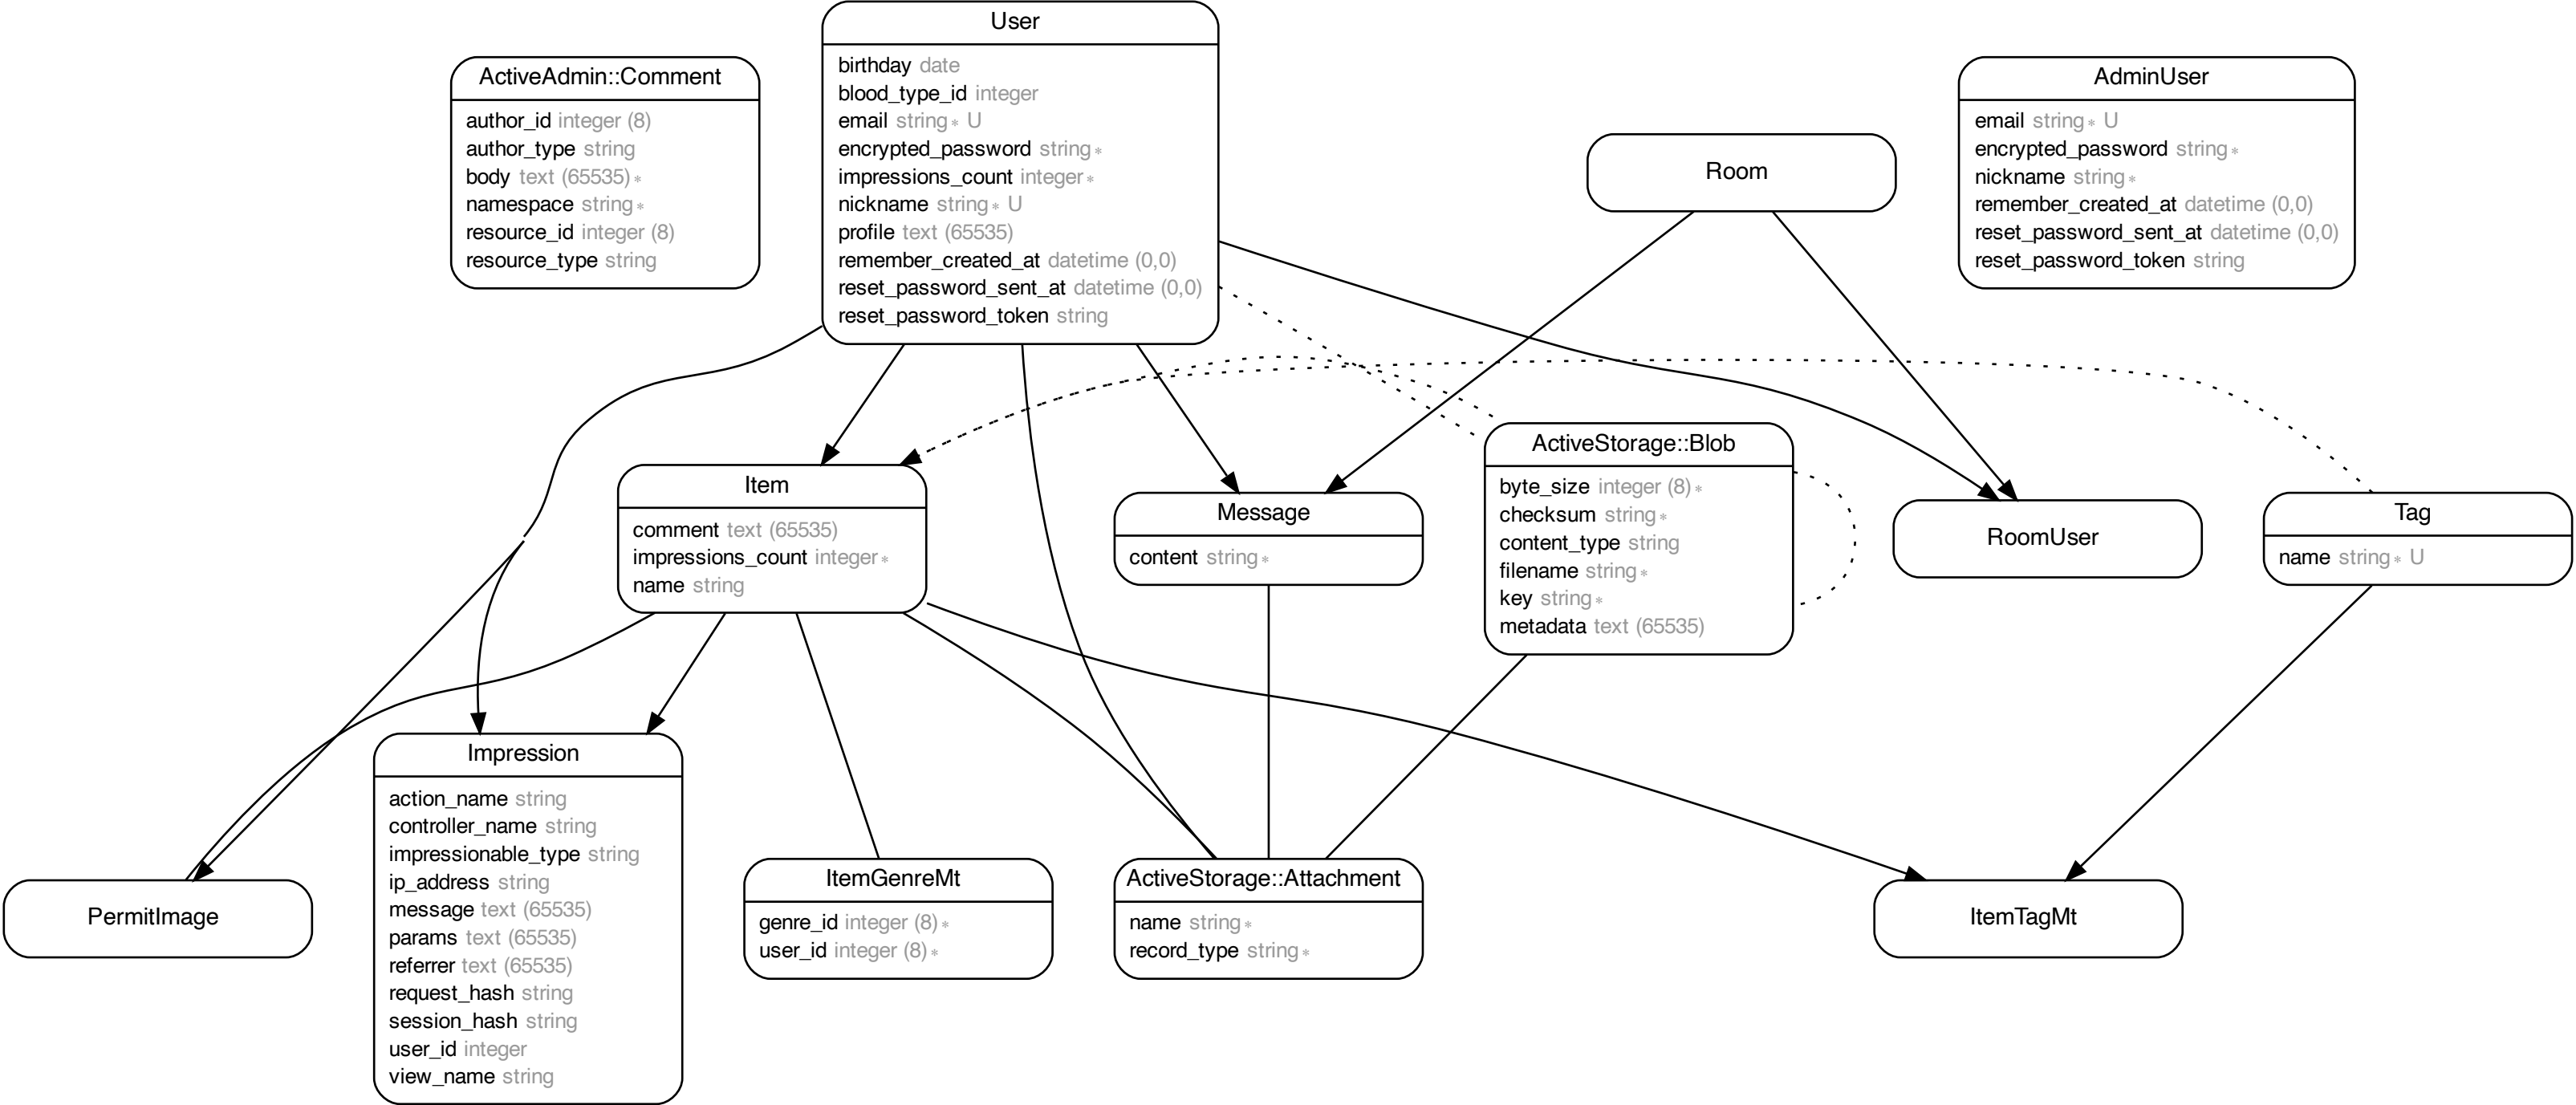 User
birthday date
blood_type_id integer
email string∗ U
encrypted_password string∗
impressions_count integer∗
nickname string∗ U
profile text (65535)
remember_created_at datetime (0,0)
reset_password_sent_at datetime (0,0)
reset_password_token string
ActiveAdmin::Comment
author_id integer (8)
author_type string
body text (65535)∗
namespace string∗
resource_id integer (8)
resource_type string
Room
AdminUser
email string∗ U
encrypted_password string∗
nickname string∗
remember_created_at datetime (0,0)
reset_password_sent_at datetime (0,0)
reset_password_token string
Item
comment text (65535)
impressions_count integer∗
name string
Message
content string∗
ActiveStorage::Blob
byte_size integer (8)∗
checksum string∗
content_type string
filename string∗
key string∗
metadata text (65535)
RoomUser
Tag
name string∗ U
PermitImage
Impression
action_name string
controller_name string
impressionable_type string
ip_address string
message text (65535)
params text (65535)
referrer text (65535)
request_hash string
session_hash string
user_id integer
view_name string
ItemGenreMt
genre_id integer (8)∗
user_id integer (8)∗
ActiveStorage::Attachment
name string∗
record_type string∗
ItemTagMt